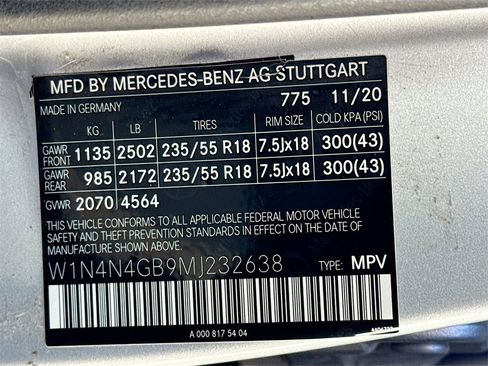 MFD BY MERCEDES-BENZ AG STUTTGART
MADE IN GERMANY 775 11/20
KG LB TIRES RIM SIZE COLD KPA (PSI)
GAWR FRONT 1135 2502 235/55 R18 7.5Jx18 300(43)
GAWR REAR 985 2172 235/55 R18 7.5Jx18 300(43)
GVWR 2070 4564
THIS VEHICLE CONFORMS TO ALL APPLICABLE FEDERAL MOTOR VEHICLE
SAFETY AND THEFT PREVENTION STANDARDS IN EFFECT ON THE DATE OF
MANUFACTURE SHOWN ABOVE.
W1N4N4GB9MJ232638 TYPE: MPV
A 000 817 54 04